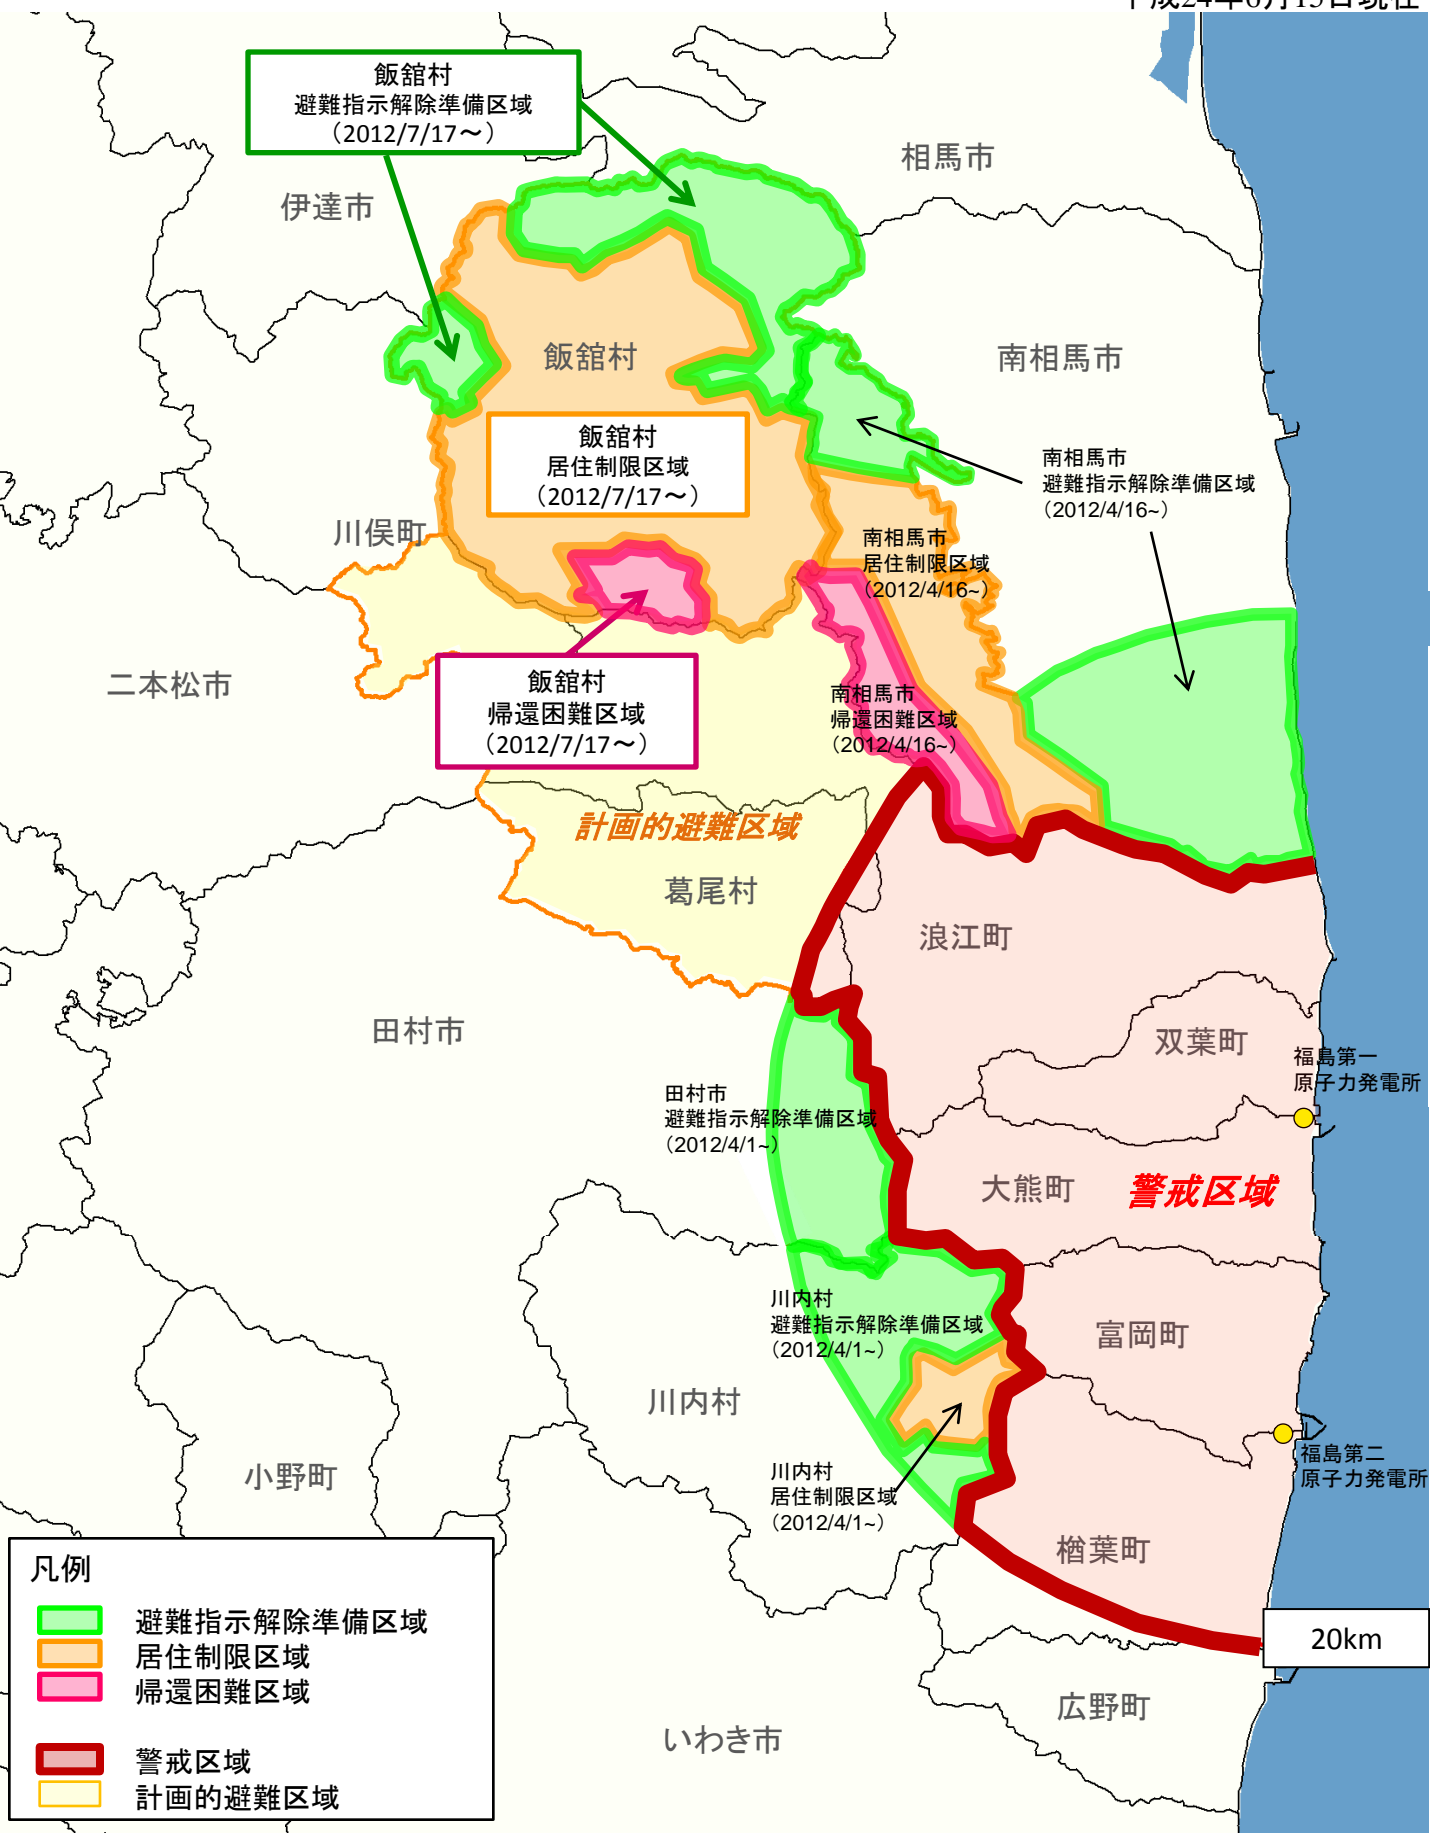 平成24年6月15日現在
飯舘村
避難指示解除準備区域
（2012/7/17～）
相馬市
伊達市
飯舘村
南相馬市
飯舘村
居住制限区域
（2012/7/17～）
南相馬市
避難指示解除準備区域
（2012/4/16~）
川俣町
南相馬市
居住制限区域
（2012/4/16~）
二本松市
飯舘村
帰還困難区域
（2012/7/17～）
南相馬市
帰還困難区域
（2012/4/16~）
計画的避難区域
葛尾村
浪江町
田村市
双葉町
福島第一
原子力発電所
田村市
避難指示解除準備区域
（2012/4/1~）
大熊町
警戒区域
川内村
避難指示解除準備区域
（2012/4/1~）
富岡町
川内村
小野町
川内村
居住制限区域
（2012/4/1~）
福島第二
原子力発電所
楢葉町
凡例
避難指示解除準備区域
居住制限区域
帰還困難区域
警戒区域
計画的避難区域
20km
広野町
いわき市